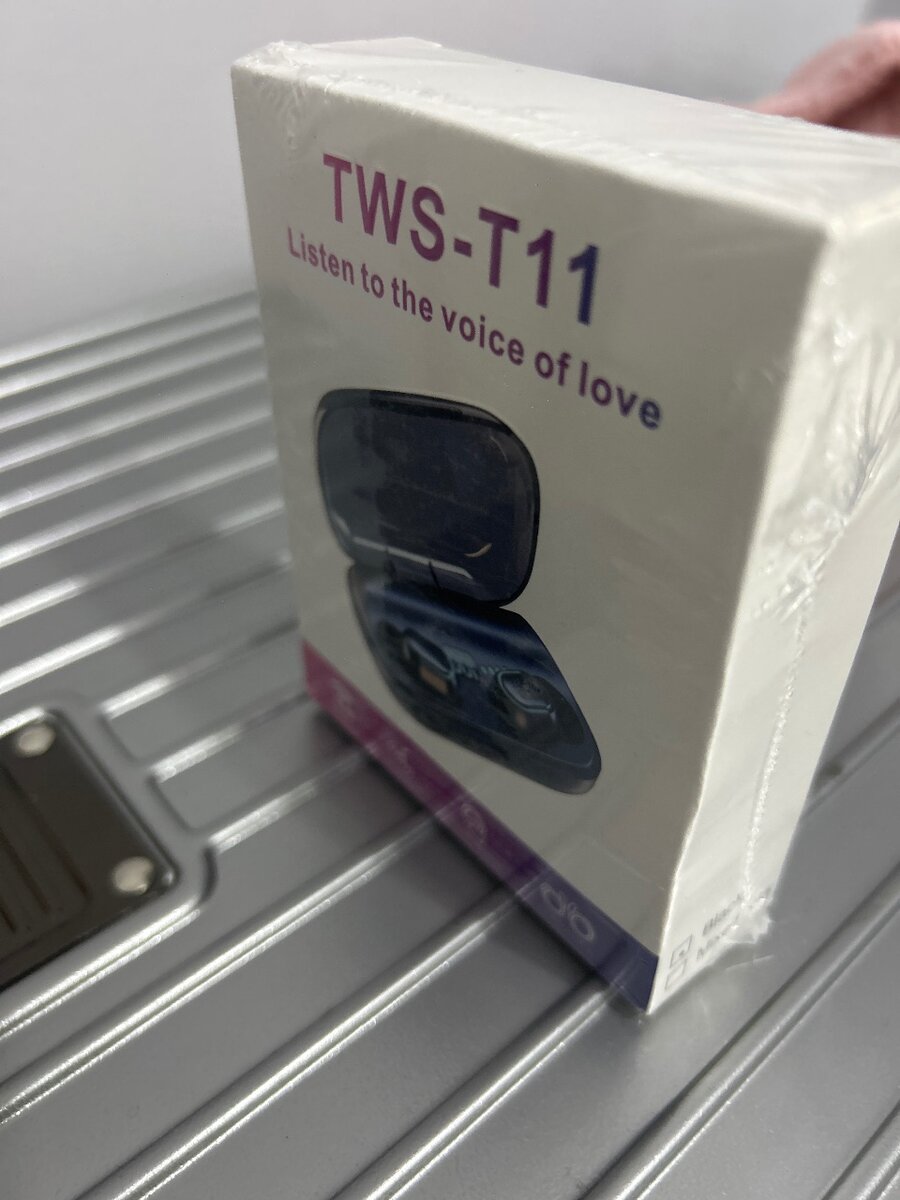 TWS-T11
Listen to the voice of love